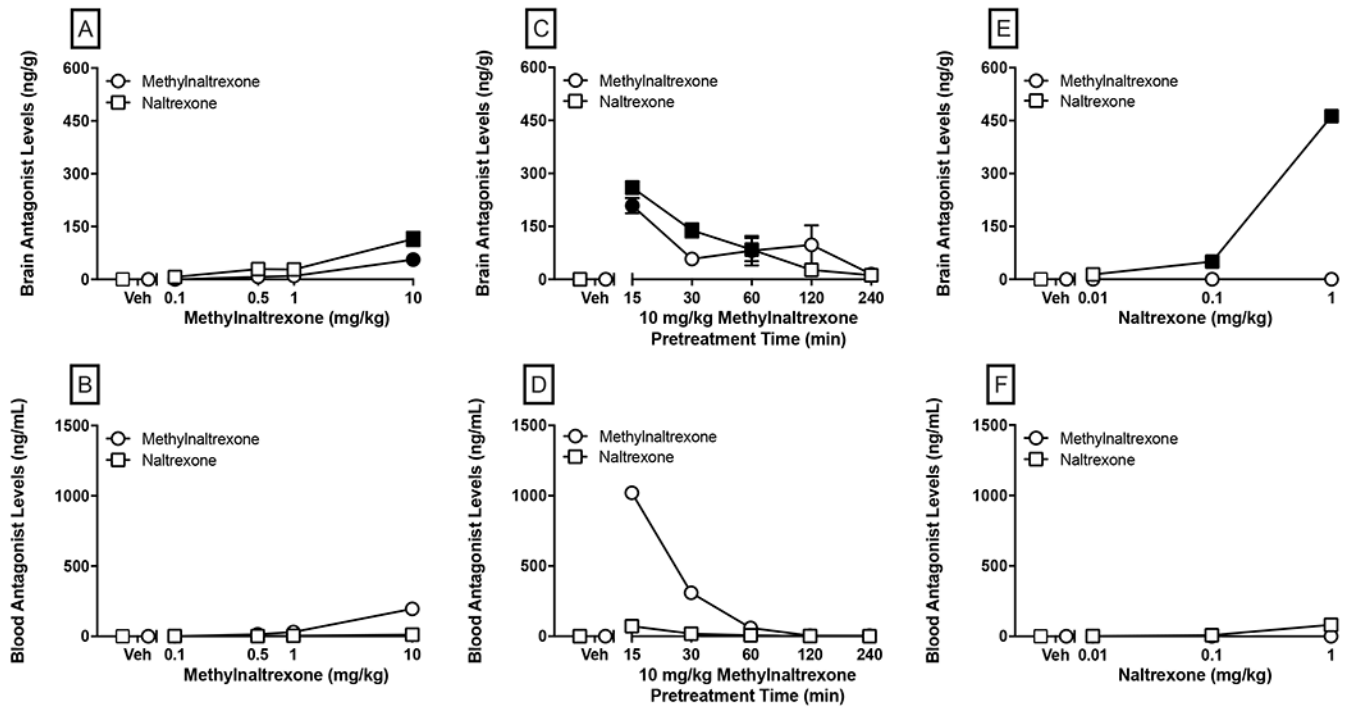 A
Brain Antagonist Levels (ng/g)
600
450
300
150
0
Methylnaltrexone
Naltrexone
Veh 0.1 0.5 1 10
Methylnaltrexone (mg/kg)
C
Brain Antagonist Levels (ng/g)
600
450
300
150
0
Methylnaltrexone
Naltrexone
Veh 15 30 60 120 240
10 mg/kg Methylnaltrexone
Pretreatment Time (min)
E
Brain Antagonist Levels (ng/g)
600
450
300
150
0
Methylnaltrexone
Naltrexone
Veh 0.01 0.1 1
Naltrexone (mg/kg)
B
Blood Antagonist Levels (ng/mL)
1500
1000
500
0
Methylnaltrexone
Naltrexone
Veh 0.1 0.5 1 10
Methylnaltrexone (mg/kg)
D
Blood Antagonist Levels (ng/mL)
1500
1000
500
0
Methylnaltrexone
Naltrexone
Veh 15 30 60 120 240
10 mg/kg Methylnaltrexone
Pretreatment Time (min)
F
Blood Antagonist Levels (ng/mL)
1500
1000
500
0
Methylnaltrexone
Naltrexone
Veh 0.01 0.1 1
Naltrexone (mg/kg)